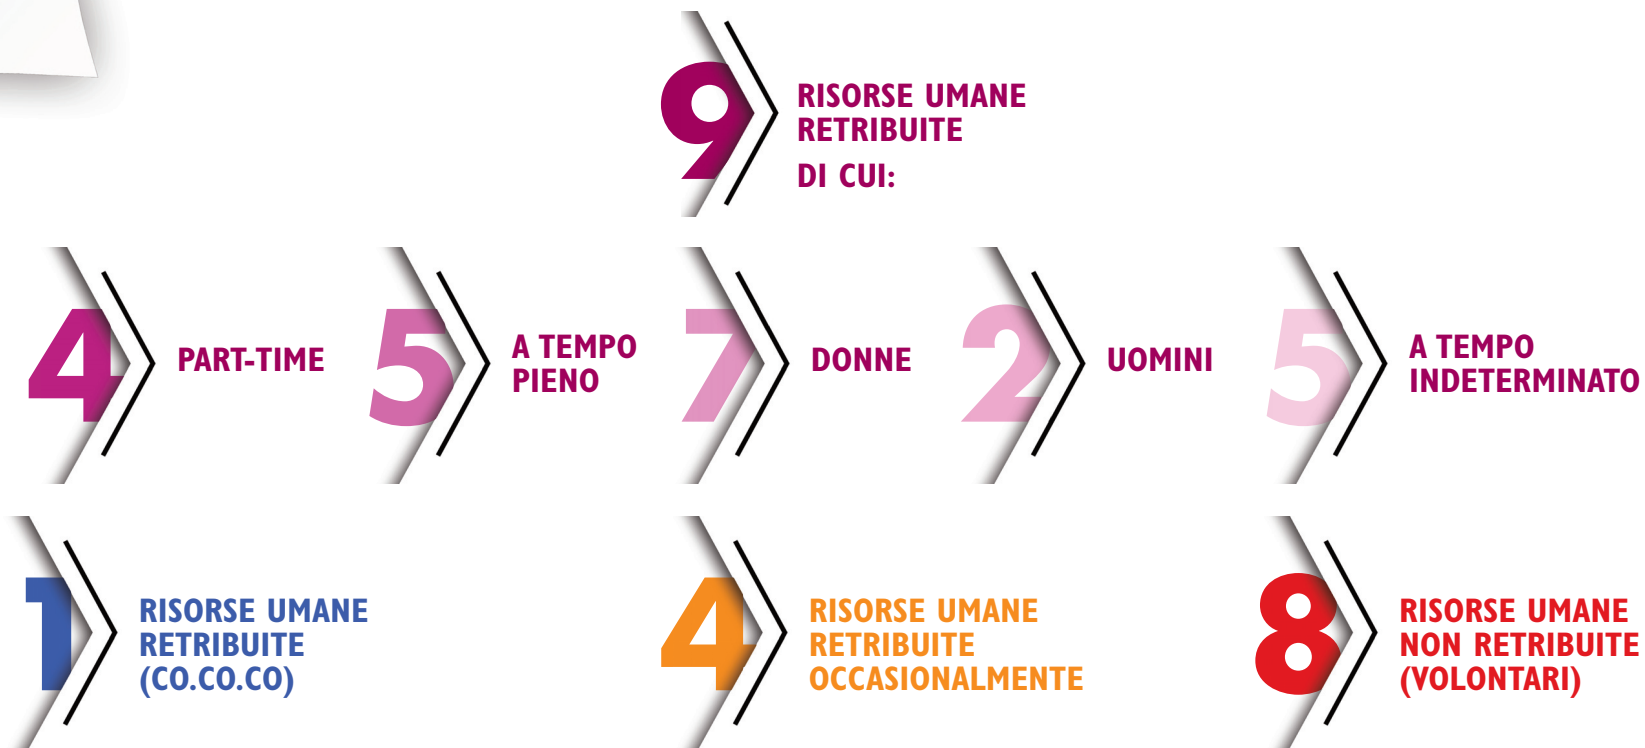 9
RISORSE UMANE
RETRIBUITE
DI CUI:
4
PART-TIME
5
A TEMPO
PIENO
7
DONNE
2
UOMINI
5
A TEMPO
INDETERMINATO
1
RISORSE UMANE
RETRIBUITE
(CO.CO.CO)
4
RISORSE UMANE
RETRIBUITE
OCCASIONALMENTE
8
RISORSE UMANE
NON RETRIBUITE
(VOLONTARI)